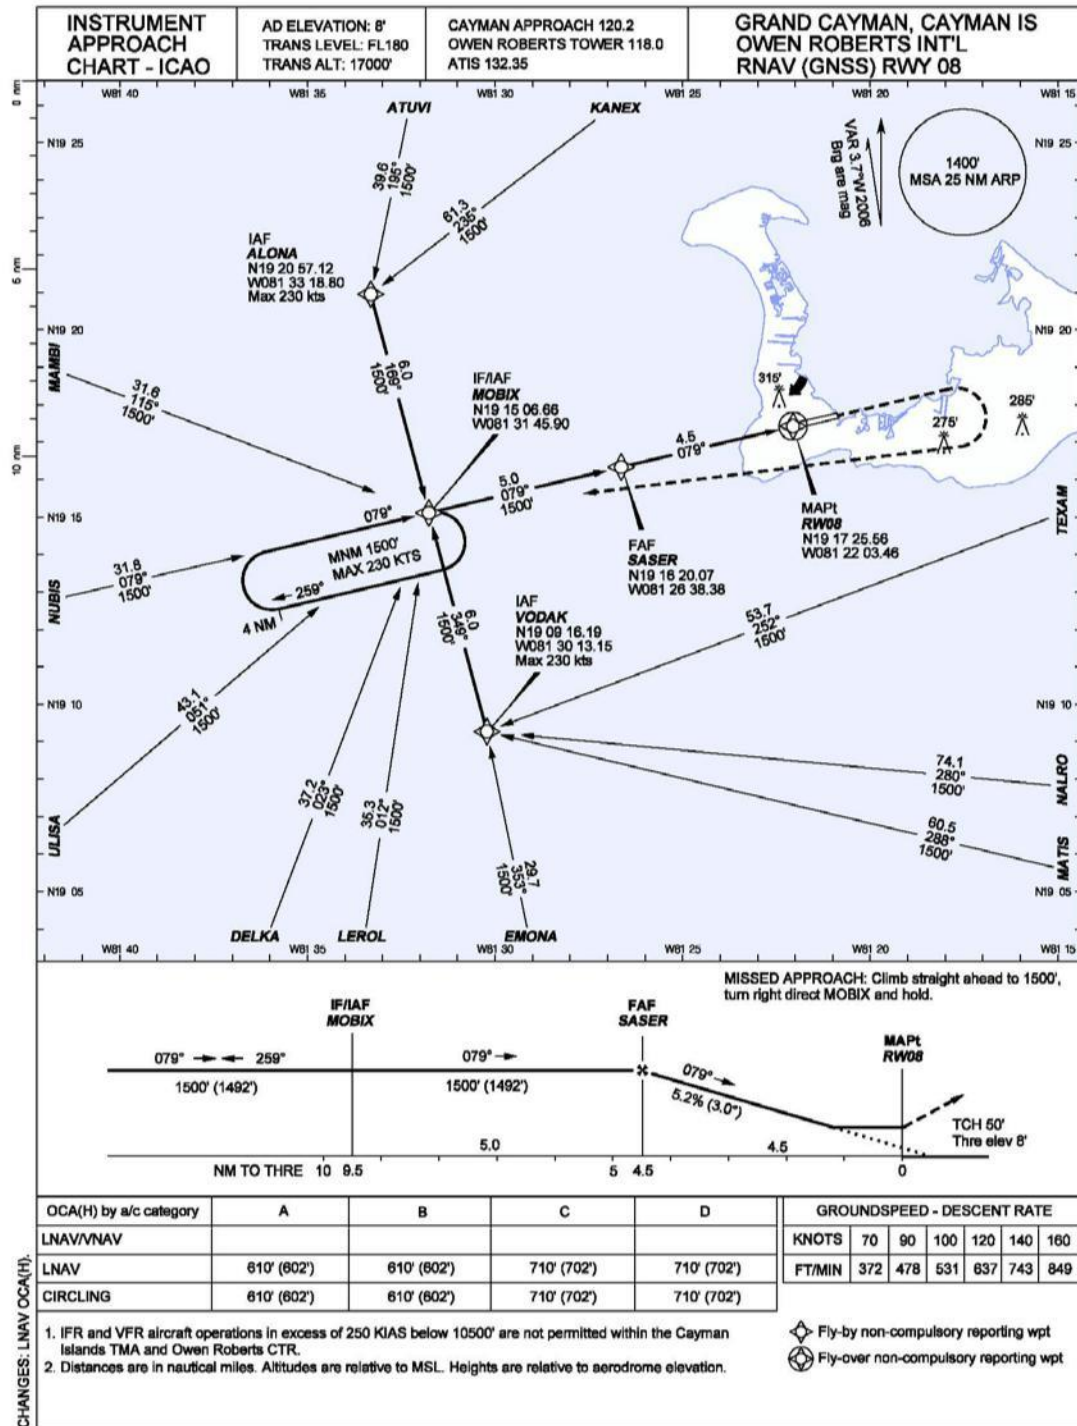 INSTRUMENT
APPROACH
CHART - ICAO
AD ELEVATION: 8'
TRANS LEVEL: FL180
TRANS ALT: 17000'
CAYMAN APPROACH 120.2
OWEN ROBERTS TOWER 118.0
ATIS 132.35
GRAND CAYMAN, CAYMAN IS
OWEN ROBERTS INT'L
RNAV (GNSS) RWY 08
0 nm
5 nm
10 nm
W81 40
W81 35
W81 30
W81 25
W81 20
W81 15
N19 25
N19 25
N19 20
N19 20
N19 15
N19 10
N19 10
N19 05
N19 05
ATUVI
39.6
195°
1500'
KANEX
61.3
235°
1500'
VAR 3.7°W 2006
Brg are mag
1400'
MSA 25 NM ARP
IAF
ALONA
N19 20 57.12
W081 33 18.80
Max 230 kts
6.0
169°
1500'
MAMBI
31.6
115°
1500'
IF/IAF
MOBIX
N19 15 06.66
W081 31 45.90
315'
275'
285'
4.5
079°
5.0
079°
1500'
MAPt
RW08
N19 17 25.56
W081 22 03.46
FAF
SASER
N19 16 20.07
W081 26 38.38
TEXAM
53.7
252°
1500'
079°
MNM 1500'
MAX 230 KTS
259°
4 NM
NUBIS
31.8
079°
1500'
6.0
349°
1500'
IAF
VODAK
N19 09 16.19
W081 30 13.15
Max 230 kts
ULISA
43.1
051°
1500'
DELKA
37.2
023°
1500'
LEROL
35.3
012°
1500'
EMONA
29.7
353°
1500'
NALRO
74.1
280°
1500'
MATIS
60.5
288°
1500'
W81 40
W81 35
W81 30
W81 25
W81 20
W81 15
MISSED APPROACH: Climb straight ahead to 1500',
turn right direct MOBIX and hold.
IF/IAF
MOBIX
FAF
SASER
MAPt
RW08
079° 259°
1500' (1492')
079°
1500' (1492')
079°
5.2% (3.0°)
TCH 50'
Thre elev 8'
5.0
4.5
NM TO THRE 10 9.5 5 4.5 0
OCA(H) by a/c category A B C D
LNAV/VNAV
LNAV 610' (602') 610' (602') 710' (702') 710' (702')
CIRCLING 610' (602') 610' (602') 710' (702') 710' (702')
GROUNDSPEED - DESCENT RATE
KNOTS 70 90 100 120 140 160
FT/MIN 372 478 531 637 743 849
1. IFR and VFR aircraft operations in excess of 250 KIAS below 10500' are not permitted within the Cayman
Islands TMA and Owen Roberts CTR.
2. Distances are in nautical miles. Altitudes are relative to MSL. Heights are relative to aerodrome elevation.
Fly-by non-compulsory reporting wpt
Fly-over non-compulsory reporting wpt
CHANGES: LNAV OCA(H).